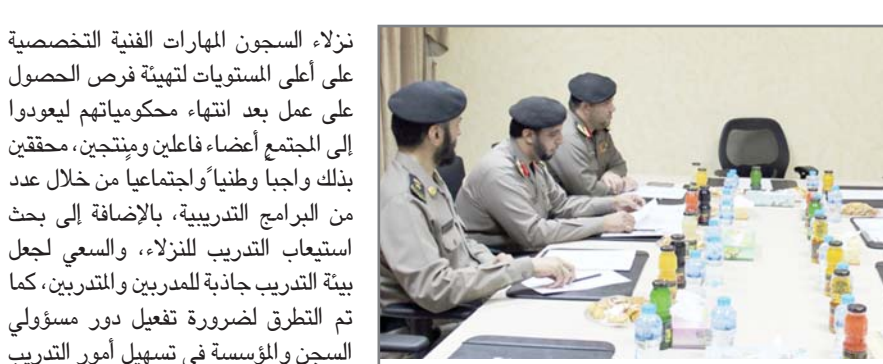 نزلاء السجون المهارات الفنية التخصصية
على أعلى المستويات لتهيئة فرص الحصول
على عمل بعد انتهاء محكومياتهم ليعودوا
إلى المجتمع أعضاء فاعلين ومنتجين، محققين
بذلك واجباً وطنياً واجتماعياً من خلال عدد
من البرامج التدريبية، بالإضافة إلى بحث
استيعاب التدريب للنزلاء، والسعي لجعل
بيئة التدريب جاذبة للمدربين والمتدربين، كما
تم التطرق لضرورة تفعيل دور مسؤولي
السجن والمؤسسة في تسهيل أمور التدريب